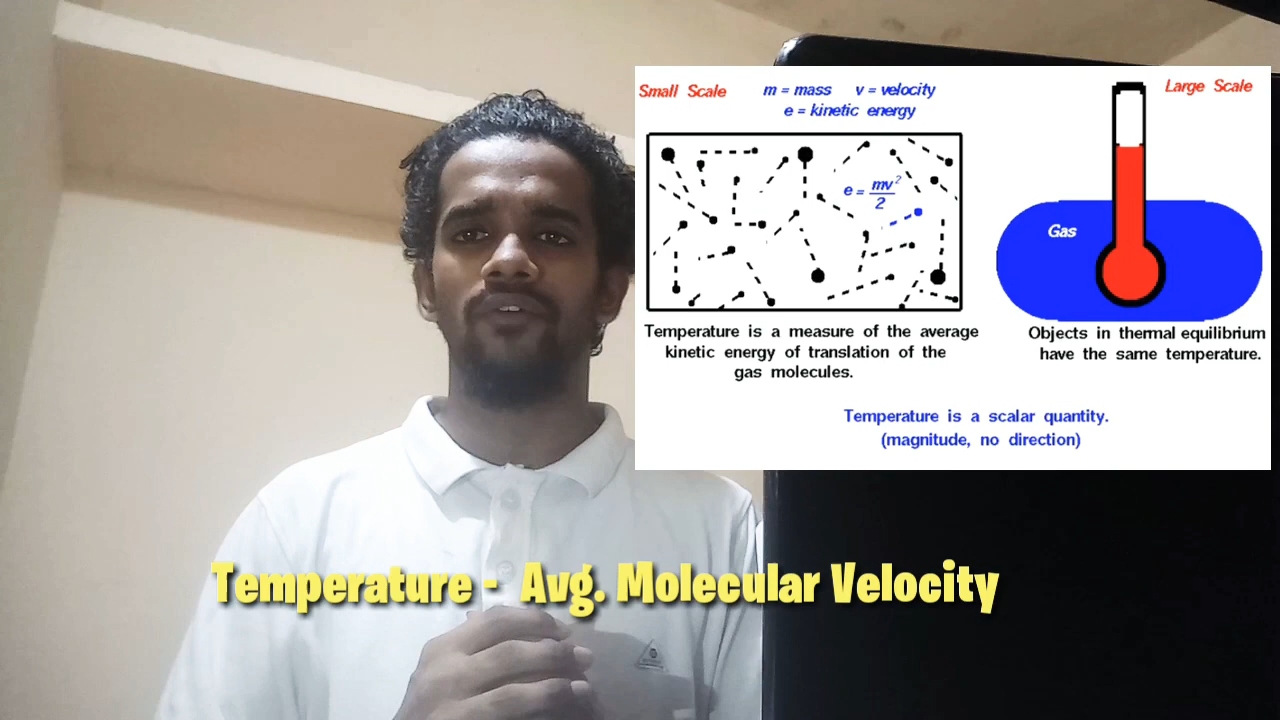 Small Scale
m = mass v = velocity
e = kinetic energy
Large Scale
e = mv²/2
Gas
Temperature is a measure of the average
kinetic energy of translation of the
gas molecules.
Objects in thermal equilibrium
have the same temperature.
Temperature is a scalar quantity.
(magnitude, no direction)
Temperature - Avg. Molecular Velocity